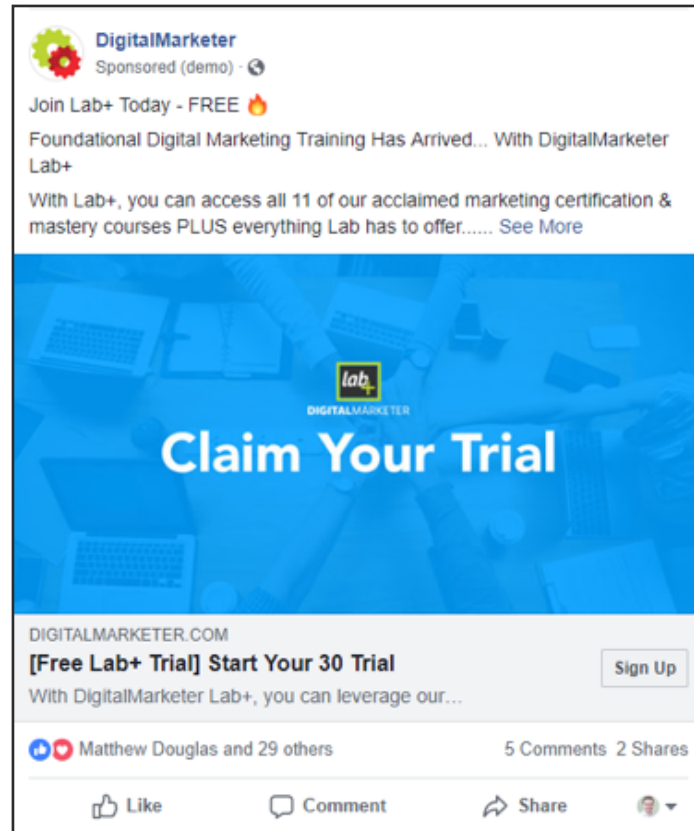 DigitalMarketer
Sponsored (demo) ·
Join Lab+ Today - FREE 🔥
Foundational Digital Marketing Training Has Arrived... With DigitalMarketer
Lab+
With Lab+, you can access all 11 of our acclaimed marketing certification &
mastery courses PLUS everything Lab has to offer...... See More
lab+
DIGITALMARKETER
Claim Your Trial
DIGITALMARKETER.COM
[Free Lab+ Trial] Start Your 30 Trial
Sign Up
With DigitalMarketer Lab+, you can leverage our...
Matthew Douglas and 29 others 5 Comments 2 Shares
Like Comment Share